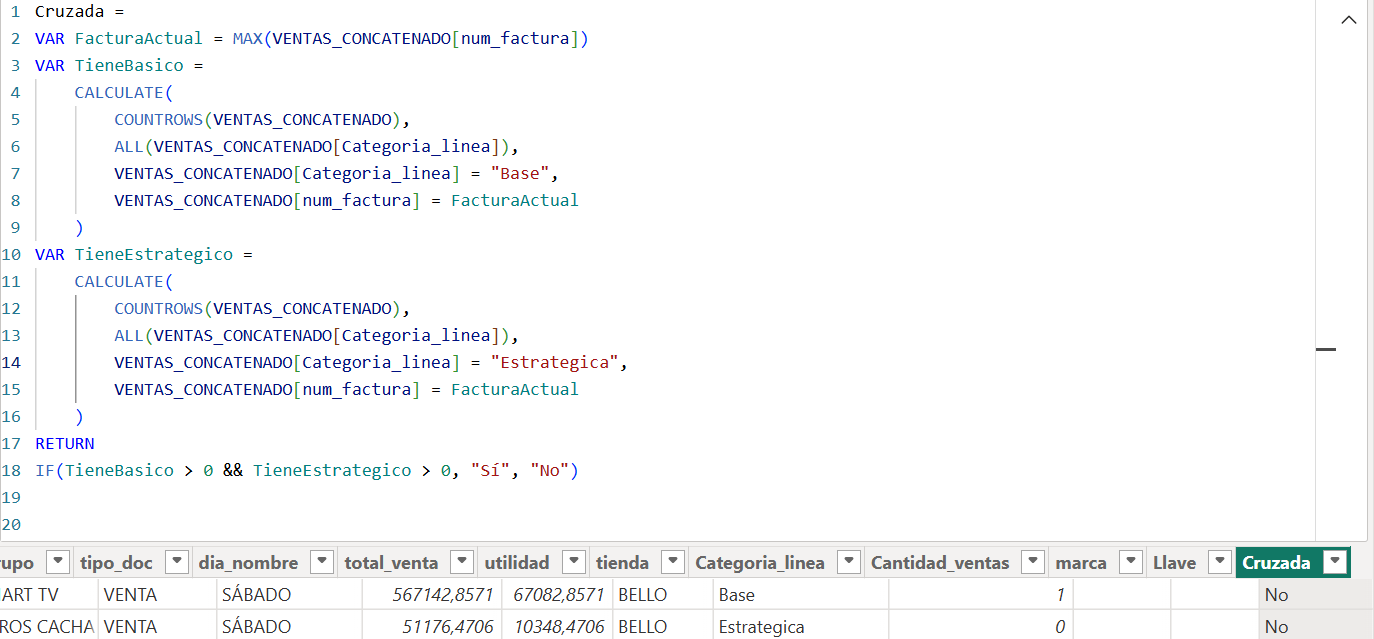 1 Cruzada =
2 VAR FacturaActual = MAX(VENTAS_CONCATENADO[num_factura])
3 VAR TieneBasico =
4 CALCULATE(
5 COUNTROWS(VENTAS_CONCATENADO),
6 ALL(VENTAS_CONCATENADO[Categoria_linea]),
7 VENTAS_CONCATENADO[Categoria_linea] = "Base",
8 VENTAS_CONCATENADO[num_factura] = FacturaActual
9 )
10 VAR TieneEstrategico =
11 CALCULATE(
12 COUNTROWS(VENTAS_CONCATENADO),
13 ALL(VENTAS_CONCATENADO[Categoria_linea]),
14 VENTAS_CONCATENADO[Categoria_linea] = "Estrategica",
15 VENTAS_CONCATENADO[num_factura] = FacturaActual
16 )
17 RETURN
18 IF(TieneBasico > 0 && TieneEstrategico > 0, "Sí", "No")
19
20
upo tipo_doc dia_nombre total_venta utilidad tienda Categoria_linea Cantidad_ventas marca Llave Cruzada
ART TV VENTA SÁBADO 567142,8571 67082,8571 BELLO Base 1 No
ROS CACHA VENTA SÁBADO 51176,4706 10348,4706 BELLO Estrategica 0 No